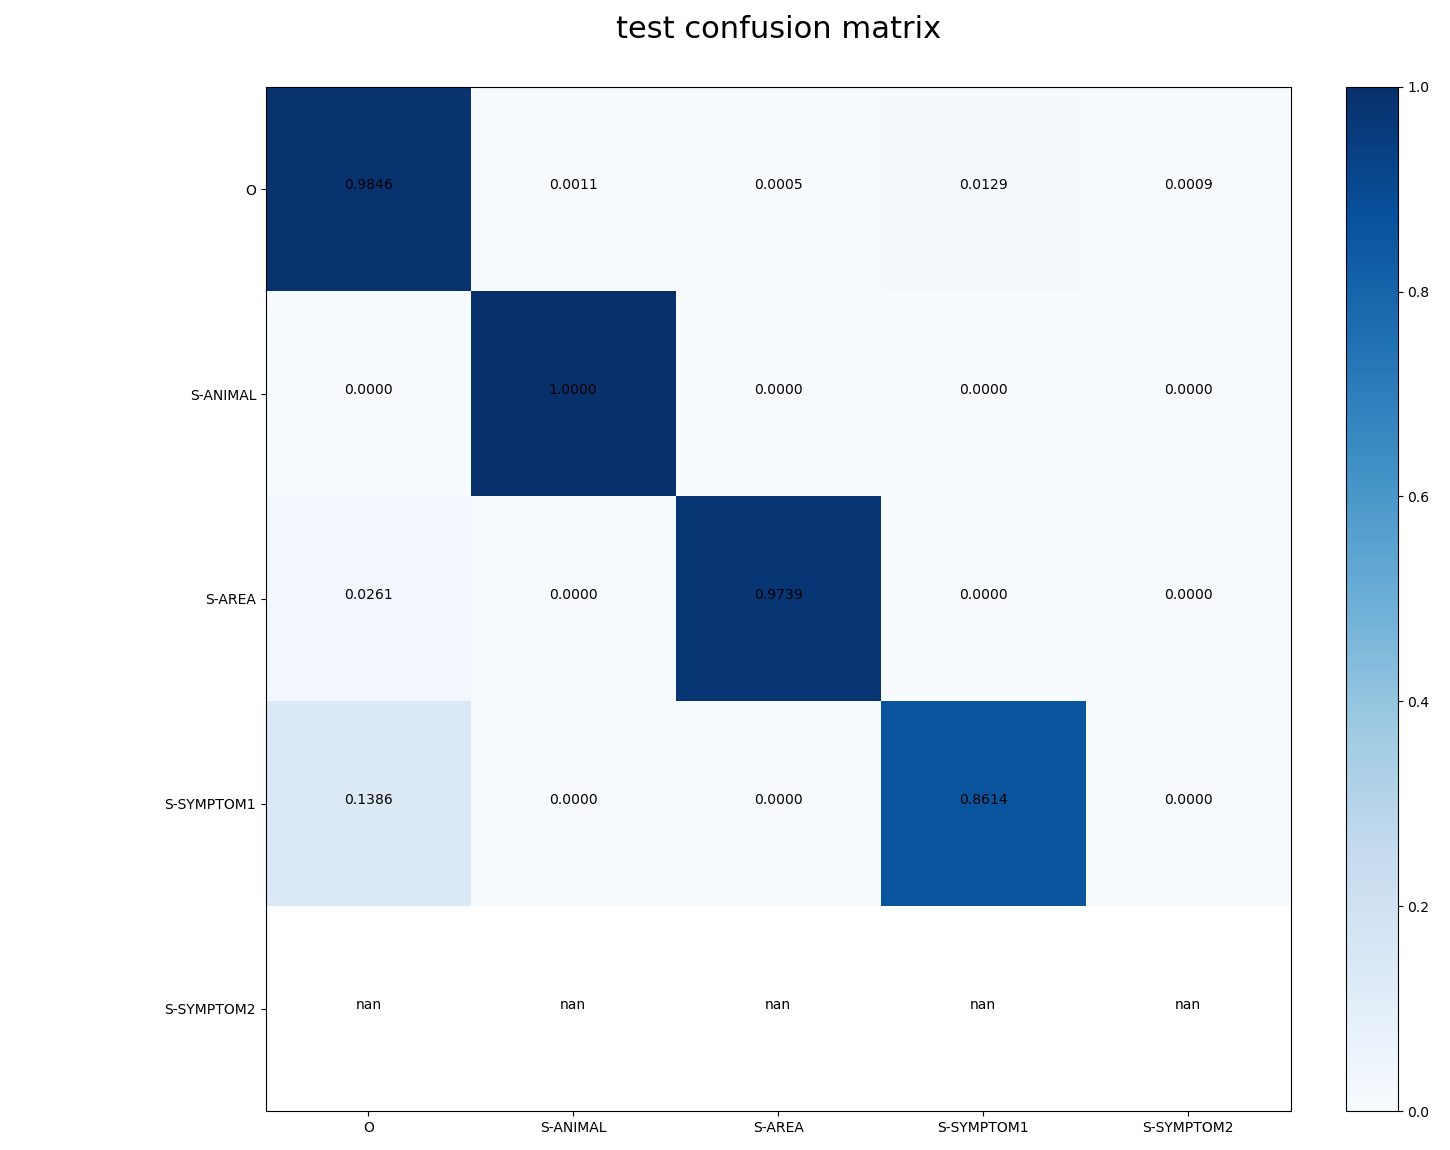 test confusion matrix
O 0.9846 0.0011 0.0005 0.0129 0.0009
S-ANIMAL 0.0000 1.0000 0.0000 0.0000 0.0000
S-AREA 0.0261 0.0000 0.9739 0.0000 0.0000
S-SYMPTOM1 0.1386 0.0000 0.0000 0.8614 0.0000
S-SYMPTOM2 nan nan nan nan nan
O S-ANIMAL S-AREA S-SYMPTOM1 S-SYMPTOM2
1.0
0.8
0.6
0.4
0.2
0.0